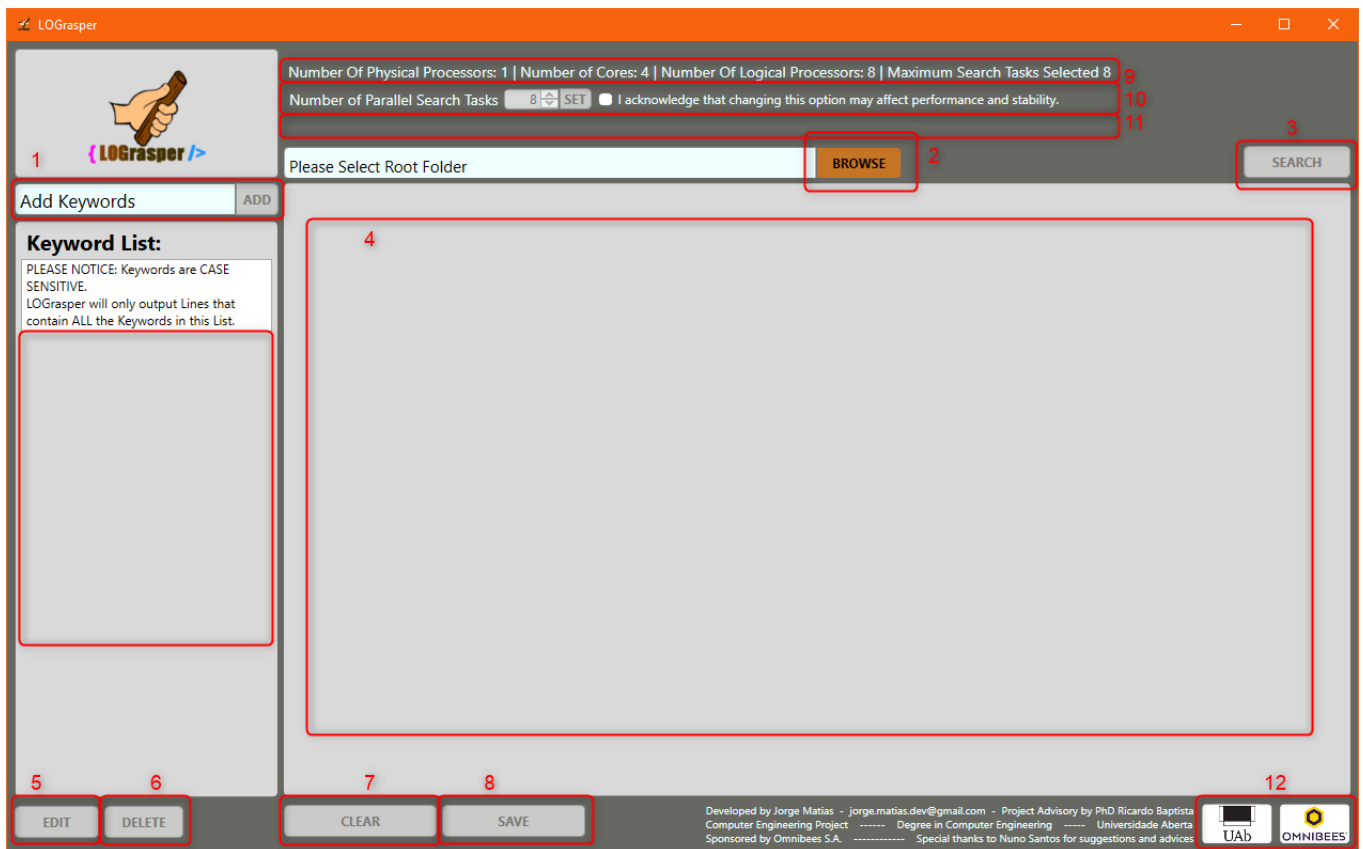 LOGrasper
Number Of Physical Processors: 1 | Number of Cores: 4 | Number Of Logical Processors: 8 | Maximum Search Tasks Selected 8
9
Number of Parallel Search Tasks 8 SET I acknowledge that changing this option may affect performance and stability.
10
11
{ LOGrasper />
1
Please Select Root Folder
BROWSE
2
3
SEARCH
Add Keywords
ADD
Keyword List:
PLEASE NOTICE: Keywords are CASE
SENSITIVE.
LOGrasper will only output Lines that
contain ALL the Keywords in this List.
4
5
6
7
8
12
EDIT
DELETE
CLEAR
SAVE
Developed by Jorge Matias - jorge.matias.dev@gmail.com - Project Advisory by PhD Ricardo Baptista
Computer Engineering Project ------ Degree in Computer Engineering ----- Universidade Aberta
Sponsored by Omnibees S.A. ------------ Special thanks to Nuno Santos for suggestions and advices
UAb
OMNIBEES